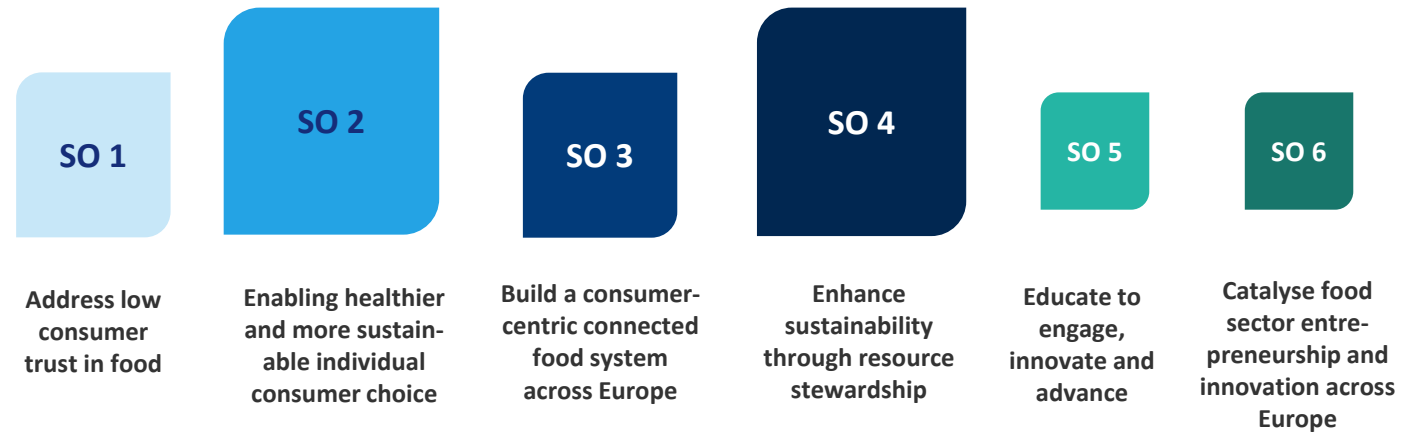 SO 1
SO 2
SO 3
SO 4
SO 5
SO 6
Address low
consumer
trust in food
Enabling healthier
and more sustain-
able individual
consumer choice
Build a consumer-
centric connected
food system
across Europe
Enhance
sustainability
through resource
stewardship
Educate to
engage,
innovate and
advance
Catalyse food
sector entre-
preneurship and
innovation across
Europe